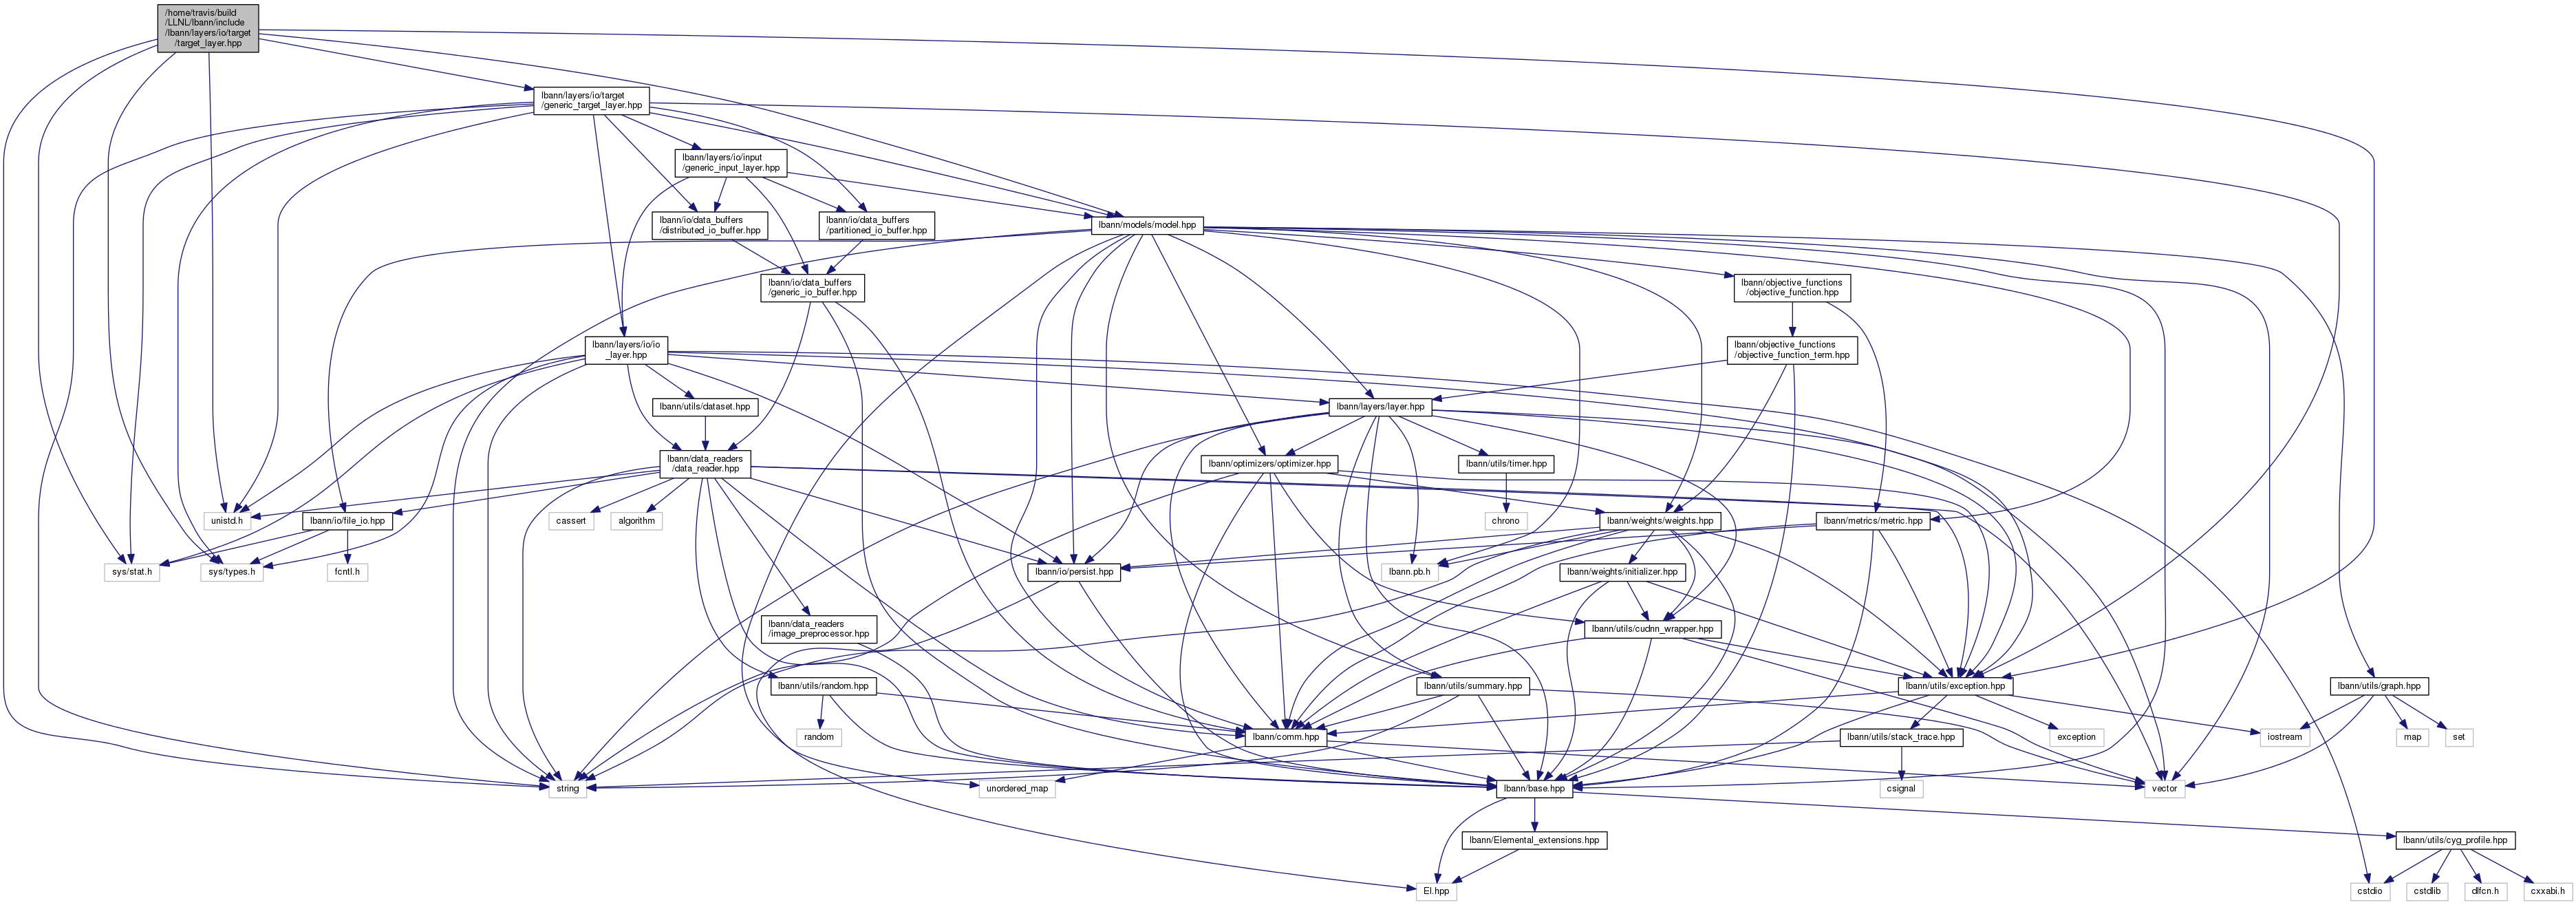 /home/travis/build
/LLNL/lbann/include
/lbann/layers/io/target
/target_layer.hpp
lbann/layers/io/target
/generic_target_layer.hpp
lbann/layers/io/input
/generic_input_layer.hpp
lbann/io/data_buffers
/distributed_io_buffer.hpp
lbann/io/data_buffers
/partitioned_io_buffer.hpp
lbann/models/model.hpp
lbann/io/data_buffers
/generic_io_buffer.hpp
lbann/objective_functions
/objective_function.hpp
lbann/layers/io/io
_layer.hpp
lbann/objective_functions
/objective_function_term.hpp
lbann/utils/dataset.hpp
lbann/layers/layer.hpp
lbann/data_readers
/data_reader.hpp
lbann/optimizers/optimizer.hpp
lbann/utils/timer.hpp
unistd.h
lbann/io/file_io.hpp
cassert
algorithm
chrono
lbann/weights/weights.hpp
lbann/metrics/metric.hpp
sys/stat.h
sys/types.h
fcntl.h
lbann/io/persist.hpp
lbann.pb.h
lbann/weights/initializer.hpp
lbann/data_readers
/image_preprocessor.hpp
lbann/utils/cudnn_wrapper.hpp
lbann/utils/random.hpp
lbann/utils/summary.hpp
lbann/utils/exception.hpp
lbann/utils/graph.hpp
random
lbann/comm.hpp
lbann/utils/stack_trace.hpp
exception
iostream
map
set
string
unordered_map
lbann/base.hpp
csignal
vector
lbann/Elemental_extensions.hpp
lbann/utils/cyg_profile.hpp
El.hpp
cstdio
cstdlib
dlfcn.h
cxxabi.h